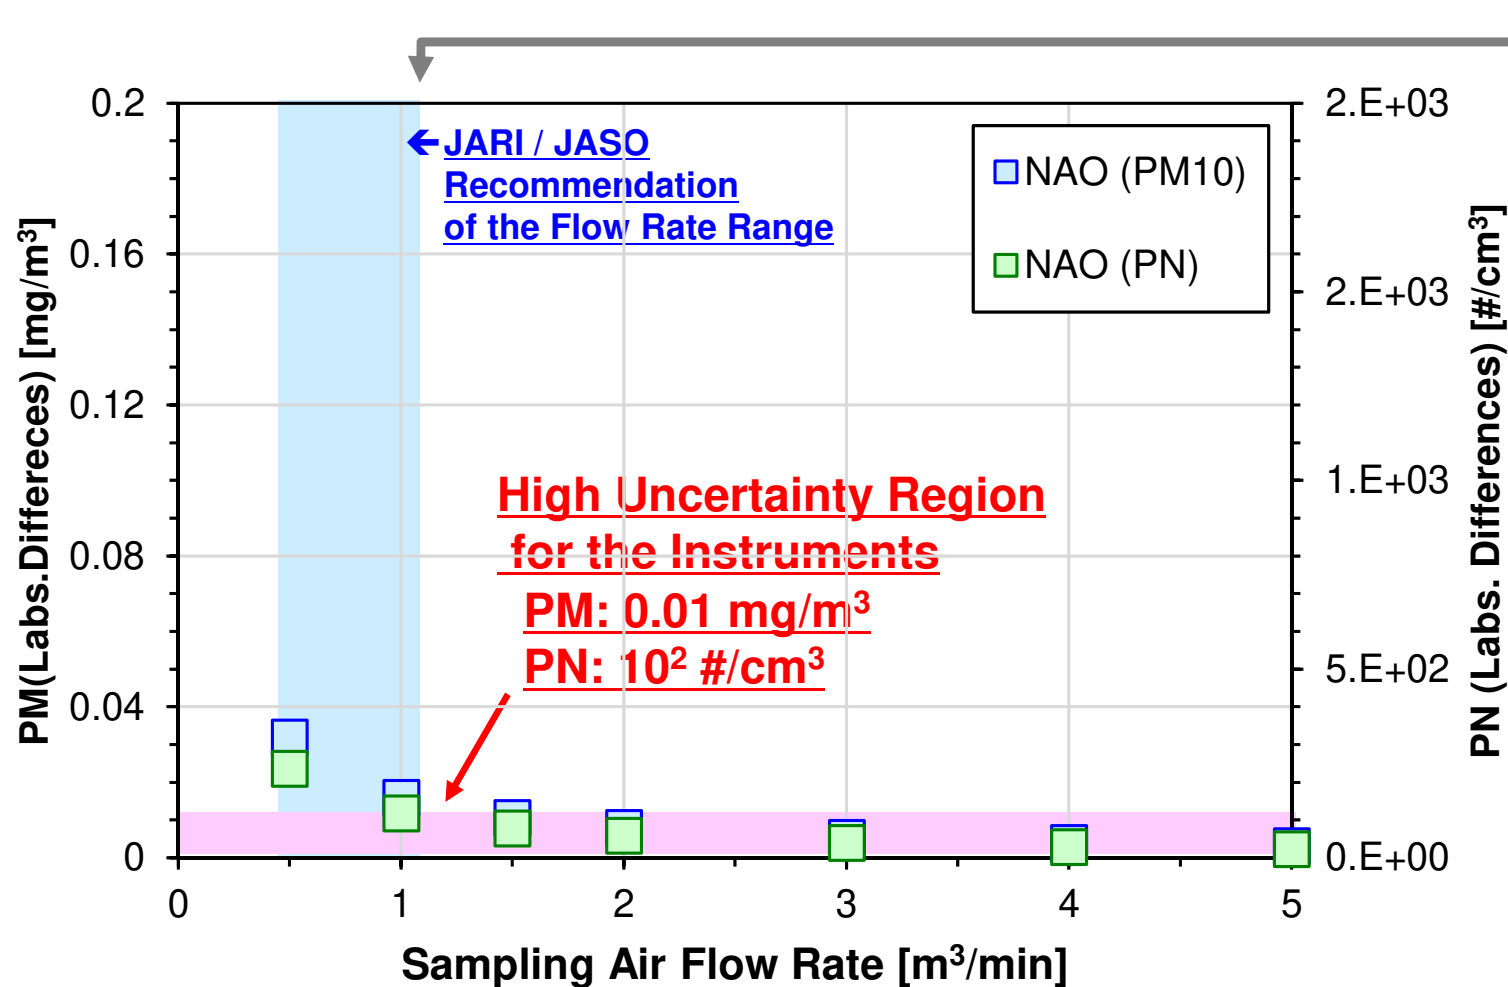 0.2
0.16
0.12
0.08
0.04
0
PM(Labs.Differeces) [mg/m³]
🡨JARI / JASO
Recommendation
of the Flow Rate Range
NAO (PM10)
NAO (PN)
High Uncertainty Region
for the Instruments
PM: 0.01 mg/m³
PN: 10² #/cm³
2.E+03
2.E+03
1.E+03
5.E+02
0.E+00
PN (Labs. Differences) [#/cm³]
0 1 2 3 4 5
Sampling Air Flow Rate [m³/min]